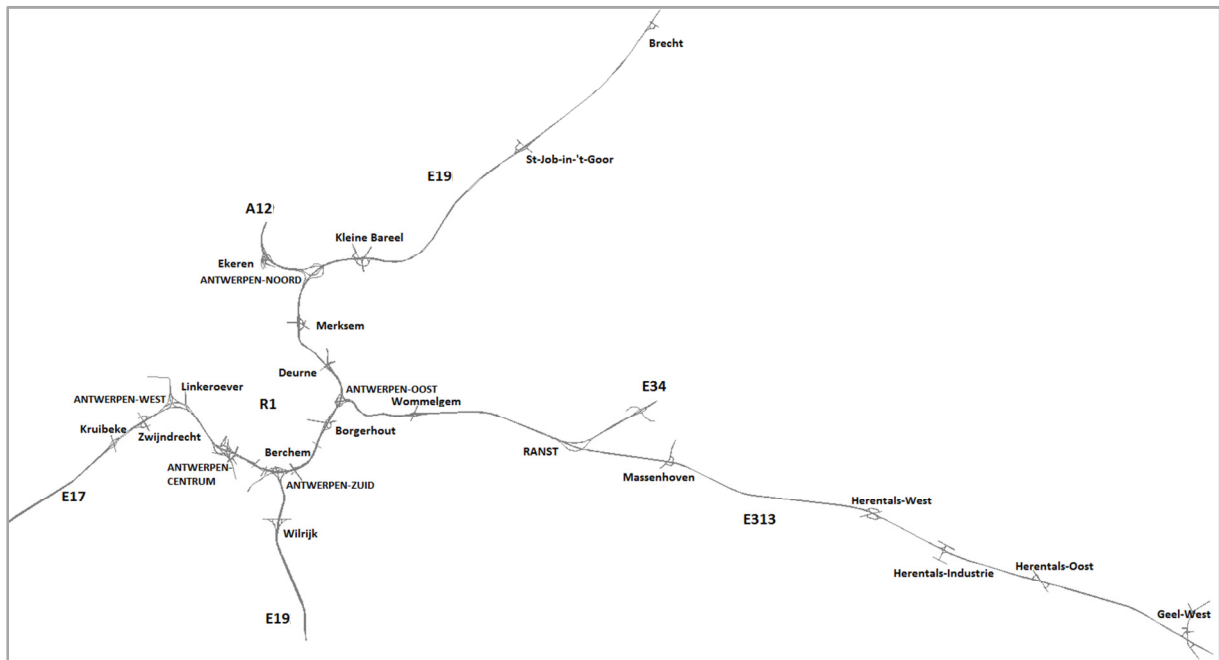 Brecht
St-Job-in-'t-Goor
E19
A12
Kleine Bareel
Ekeren
ANTWERPEN-NOORD
Merksem
Deurne
ANTWERPEN-OOST
Linkeroever
E34
ANTWERPEN-WEST
R1
Wommelgem
Kruibeke
Zwijndrecht
Borgerhout
Berchem
RANST
ANTWERPEN-
CENTRUM
Massenhoven
ANTWERPEN-ZUID
E17
Herentals-West
E313
Wilrijk
Herentals-Oost
Herentals-Industrie
Geel-West
E19